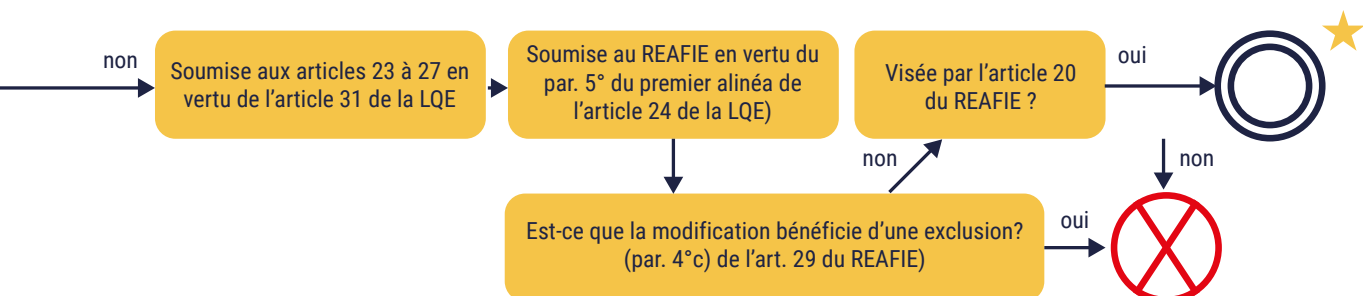 non
Soumise aux articles 23 à 27 en
vertu de l'article 31 de la LQE
Soumise au REAFIE en vertu du
par. 5° du premier alinéa de
l'article 24 de la LQE)
Visée par l'article 20
du REAFIE ?
oui
non
non
Est-ce que la modification bénéficie d'une exclusion?
(par. 4°c) de l'art. 29 du REAFIE)
oui